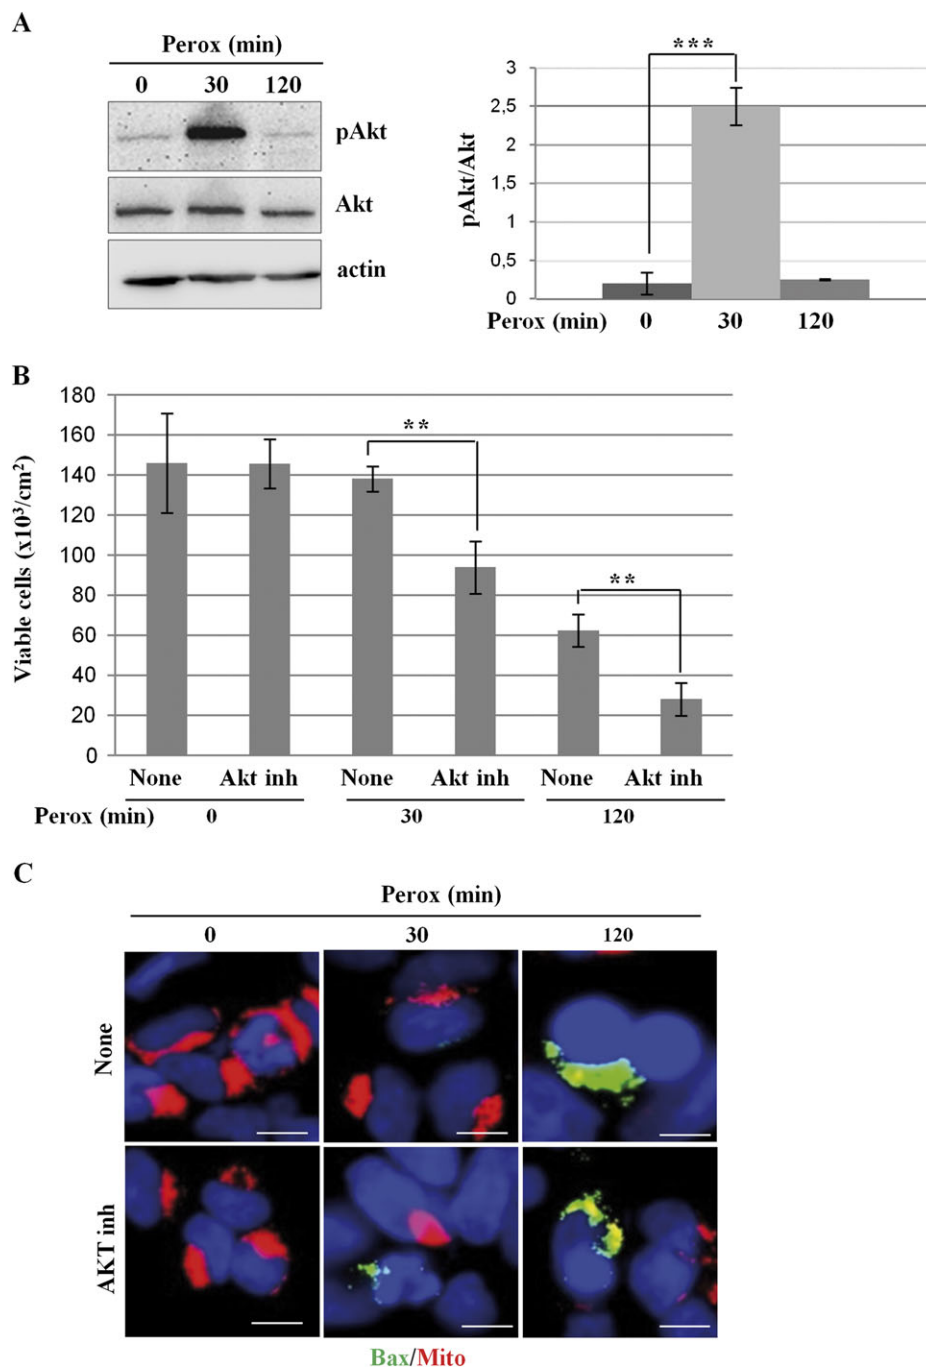 A
Perox (min)
0 30 120
pAkt
Akt
actin
***
3
2,5
2
1,5
1
0,5
0
pAkt/Akt
Perox (min) 0 30 120
B
180
160
140
120
100
80
60
40
20
0
Viable cells (x10³/cm²)
**
**
None Akt inh None Akt inh None Akt inh
Perox (min) 0 30 120
C
Perox (min)
0 30 120
None
AKT inh
Bax/Mito